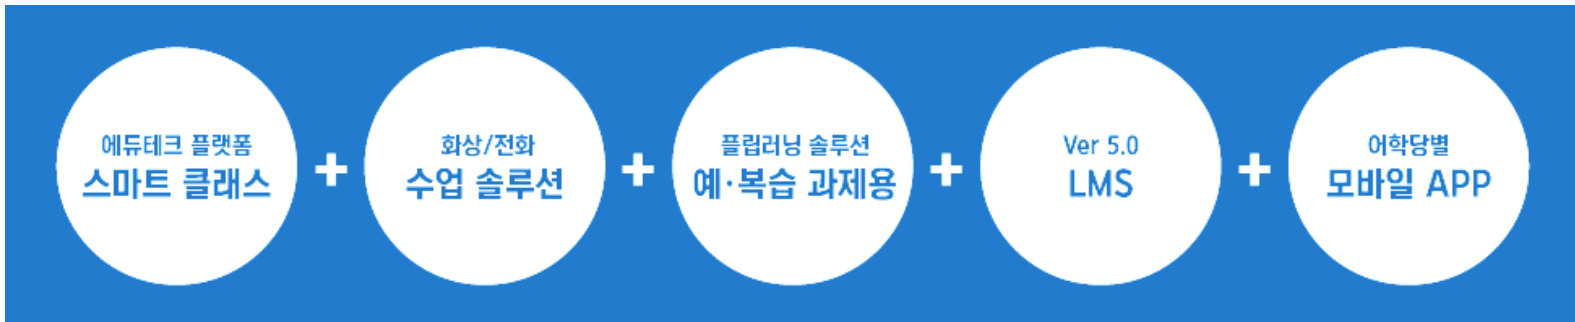 에듀테크 플랫폼
스마트 클래스
+
화상/전화
수업 솔루션
+
플립러닝 솔루션
예·복습 과제용
+
Ver 5.0
LMS
+
어학당별
모바일 APP